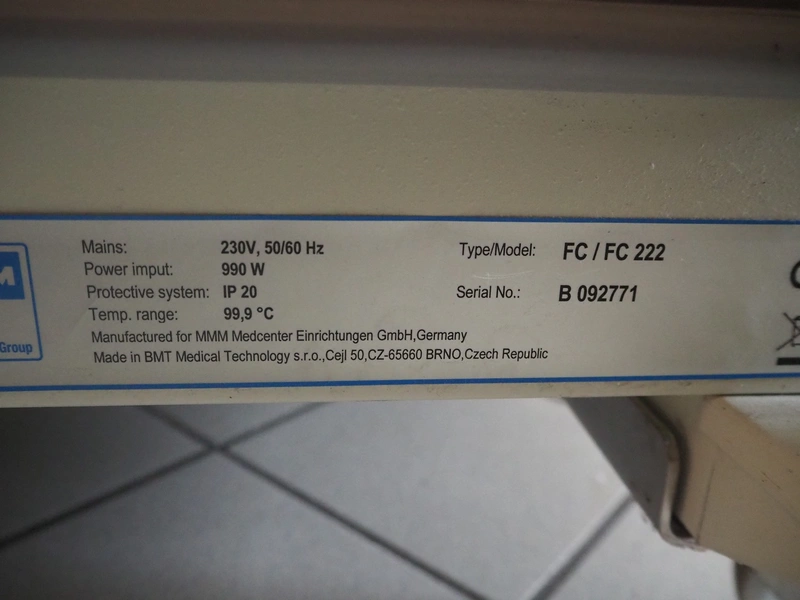 M
Group
Mains: 230V, 50/60 Hz
Power imput: 990 W
Protective system: IP 20
Temp. range: 99,9 °C
Manufactured for MMM Medcenter Einrichtungen GmbH,Germany
Made in BMT Medical Technology s.r.o.,Cejl 50,CZ-65660 BRNO,Czech Republic
Type/Model: FC / FC 222
Serial No.: B 092771